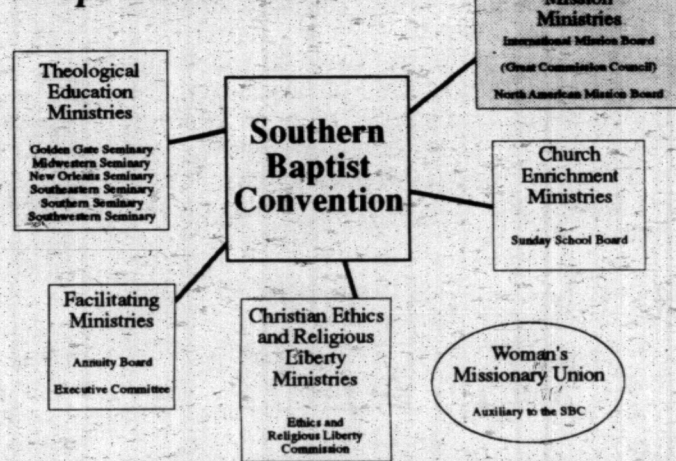 Mission
Ministries
International Mission Board
(Great Commission Council)
North American Mission Board
Theological
Education
Ministries
Golden Gate Seminary
Midwestern Seminary
New Orleans Seminary
Southeastern Seminary
Southern Seminary
Southwestern Seminary
Southern
Baptist
Convention
Church
Enrichment
Ministries
Sunday School Board
Facilitating
Ministries
Annuity Board
Executive Committee
Christian Ethics
and Religious
Liberty
Ministries
Ethics and
Religious Liberty
Commission
Woman's
Missionary Union
Auxiliary to the SBC